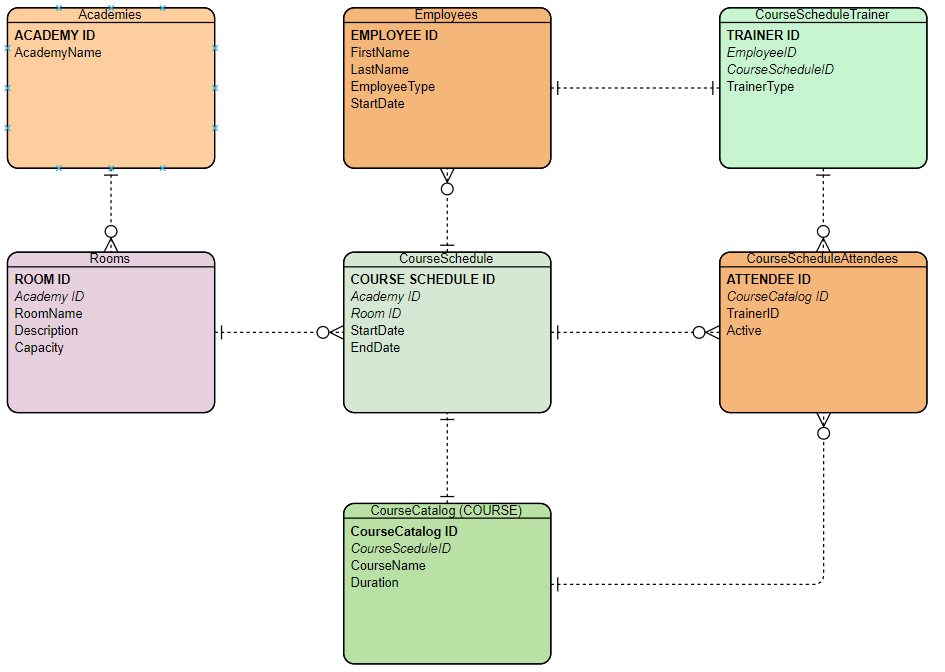 Academies
ACADEMY ID
AcademyName
Employees
EMPLOYEE ID
FirstName
LastName
EmployeeType
StartDate
CourseScheduleTrainer
TRAINER ID
EmployeeID
CourseScheduleID
TrainerType
Rooms
ROOM ID
Academy ID
RoomName
Description
Capacity
CourseSchedule
COURSE SCHEDULE ID
Academy ID
Room ID
StartDate
EndDate
CourseScheduleAttendees
ATTENDEE ID
CourseCatalog ID
TrainerID
Active
CourseCatalog (COURSE)
CourseCatalog ID
CourseSceduleID
CourseName
Duration